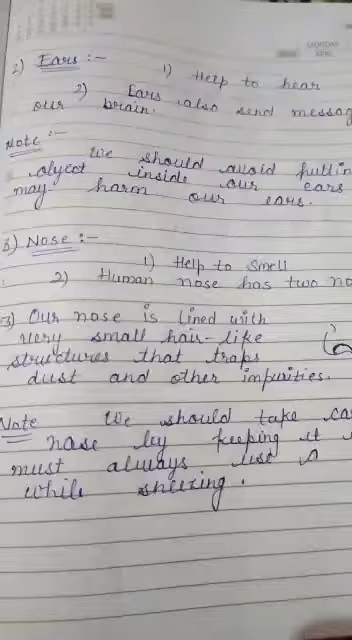 2) Ears :-
1) Help to hear
2) Ears also send messag
our brain.
Note :-
We should avoid puttin
object inside our ears
may harm our ears.
3) Nose :-
1) Help to Smell
2) Human nose has two no
3) Our nose is lined with
very small hair-like
structures that traps
dust and other impurities.
Note We should take ca
nose by keeping it
must always use a
while sneezing.
MONDAY